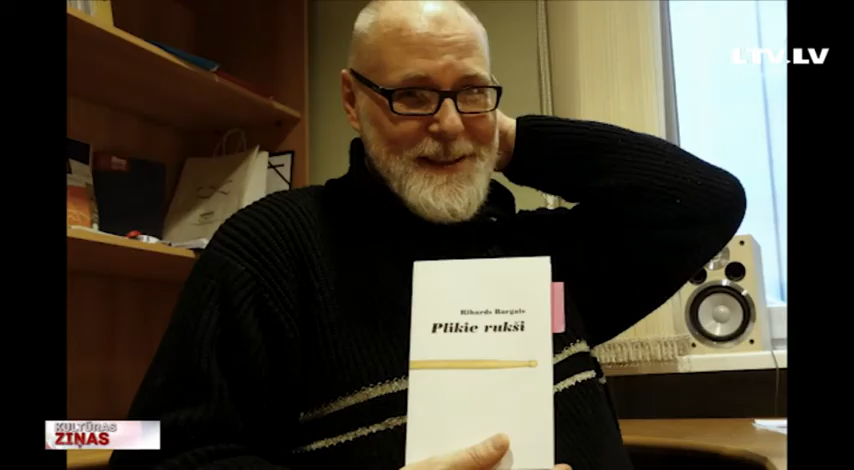 LTV.LV
Rihards Bargais
Plikie rukši
KULTŪRAS
ZIŅAS